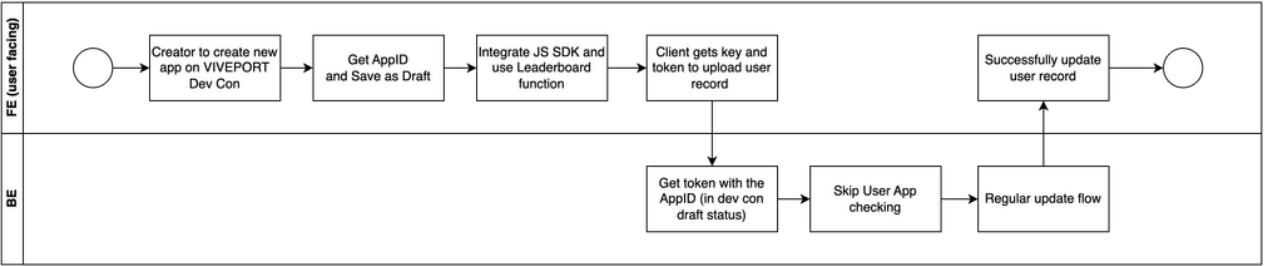 FE (user facing)
Creator to create new
app on VIVEPORT
Dev Con
Get AppID
and Save as Draft
Integrate JS SDK and
use Leaderboard
function
Client gets key and
token to upload user
record
Successfully update
user record
BE
Get token with the
AppID (in dev con
draft status)
Skip User App
checking
Regular update flow